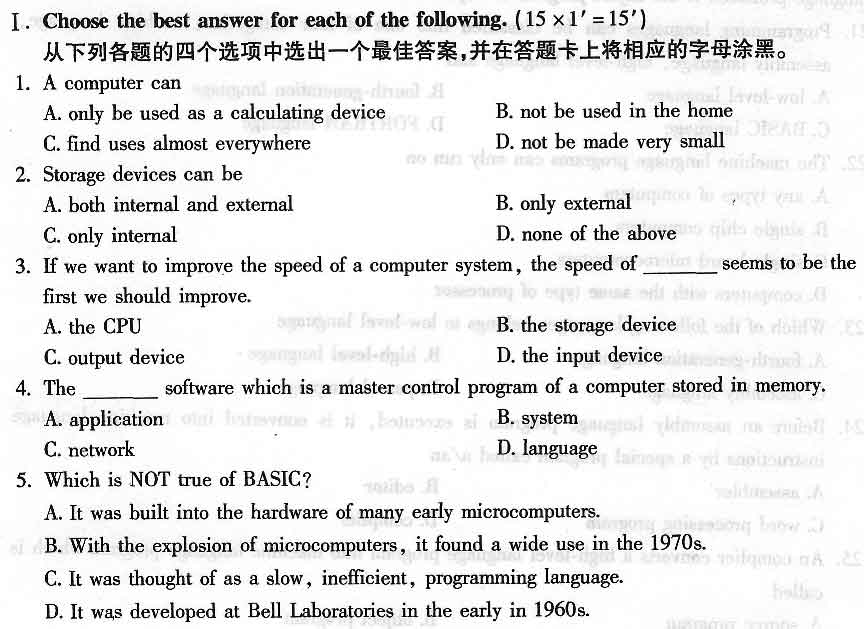 Ⅰ. Choose the best answer for each of the following. (15×1′=15′)
从下列各题的四个选项中选出一个最佳答案,并在答题卡上将相应的字母涂黑。
1. A computer can
A. only be used as a calculating device B. not be used in the home
C. find uses almost everywhere D. not be made very small
2. Storage devices can be
A. both internal and external B. only external
C. only internal D. none of the above
3. If we want to improve the speed of a computer system, the speed of ______ seems to be the
first we should improve.
A. the CPU B. the storage device
C. output device D. the input device
4. The ______ software which is a master control program of a computer stored in memory.
A. application B. system
C. network D. language
5. Which is NOT true of BASIC?
A. It was built into the hardware of many early microcomputers.
B. With the explosion of microcomputers, it found a wide use in the 1970s.
C. It was thought of as a slow, inefficient, programming language.
D. It was developed at Bell Laboratories in the early in 1960s.